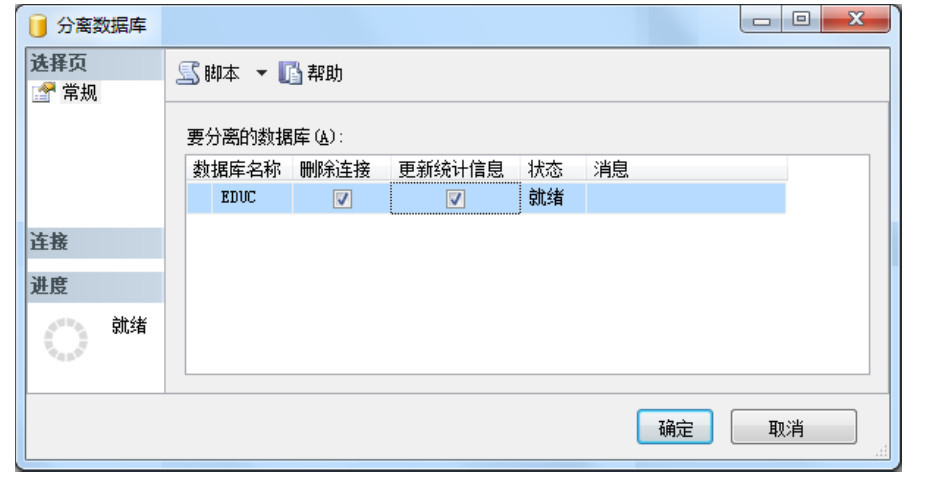 分离数据库
选择页
常规
脚本 帮助
要分离的数据库(A):
数据库名称 删除连接 更新统计信息 状态 消息
EDUC 就绪
连接
进度
就绪
确定 取消